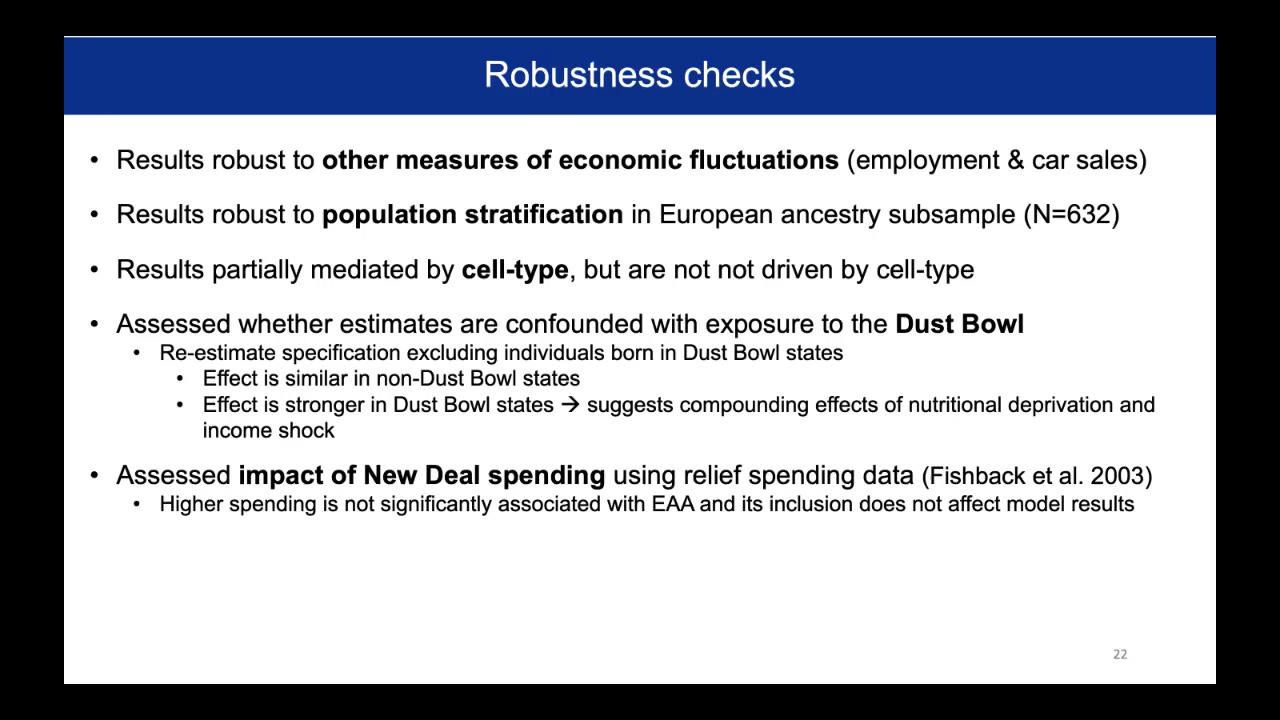 Robustness checks
• Results robust to other measures of economic fluctuations (employment & car sales)
• Results robust to population stratification in European ancestry subsample (N=632)
• Results partially mediated by cell-type, but are not not driven by cell-type
• Assessed whether estimates are confounded with exposure to the Dust Bowl
• Re-estimate specification excluding individuals born in Dust Bowl states
• Effect is similar in non-Dust Bowl states
• Effect is stronger in Dust Bowl states → suggests compounding effects of nutritional deprivation and
income shock
• Assessed impact of New Deal spending using relief spending data (Fishback et al. 2003)
• Higher spending is not significantly associated with EAA and its inclusion does not affect model results
22